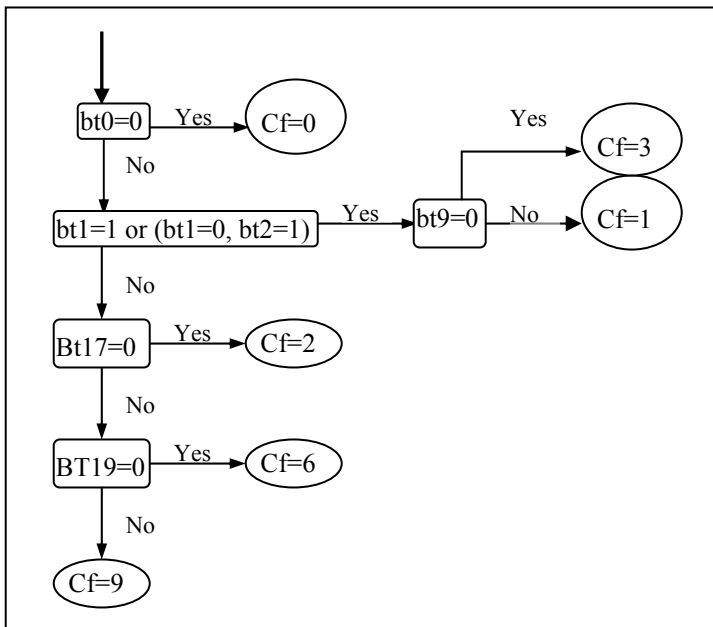 bt0=0
Yes
Cf=0
Yes
Cf=3
No
bt1=1 or (bt1=0, bt2=1)
Yes
bt9=0
No
Cf=1
No
Bt17=0
Yes
Cf=2
No
BT19=0
Yes
Cf=6
No
Cf=9